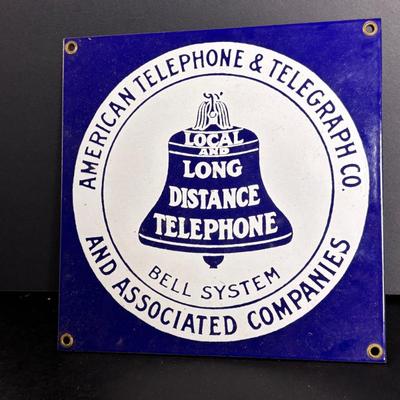 AMERICAN TELEPHONE & TELEGRAPH CO.
LOCAL
AND
LONG
DISTANCE
TELEPHONE
BELL SYSTEM
AND ASSOCIATED COMPANIES